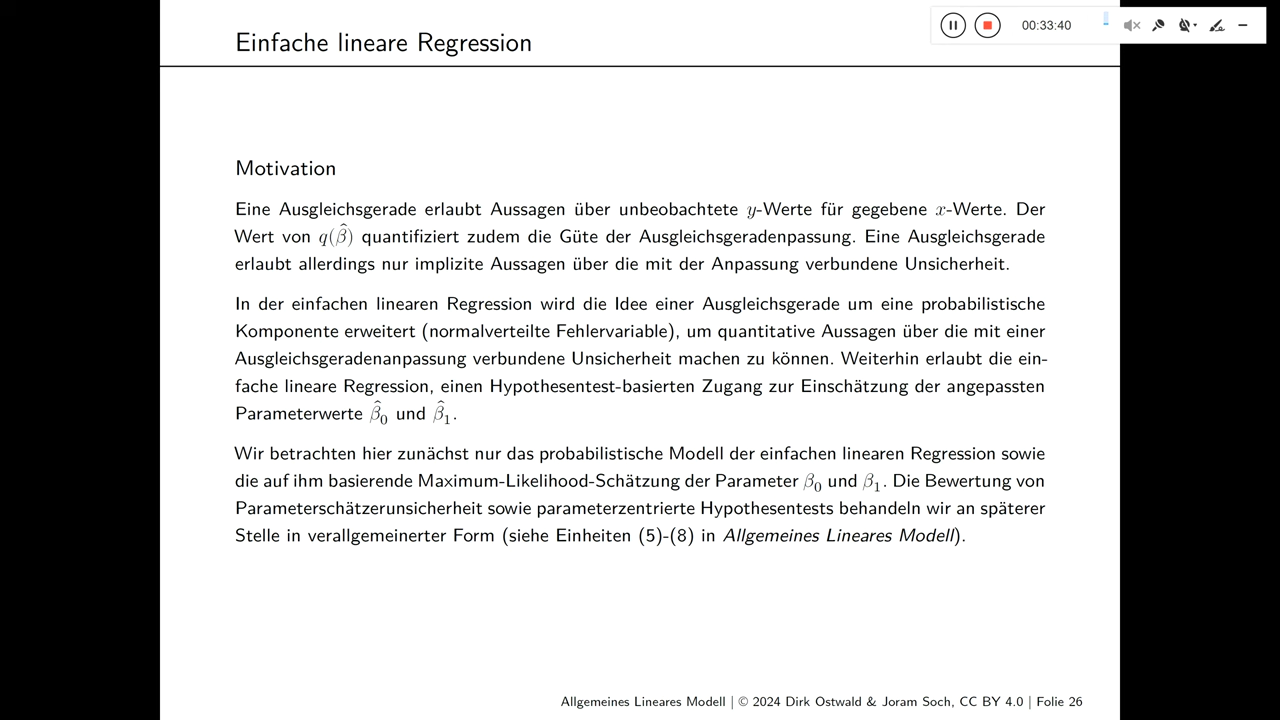 Einfache lineare Regression
00:33:40
Motivation
Eine Ausgleichsgerade erlaubt Aussagen über unbeobachtete y-Werte für gegebene x-Werte. Der
Wert von q(β̂) quantifiziert zudem die Güte der Ausgleichsgeradenpassung. Eine Ausgleichsgerade
erlaubt allerdings nur implizite Aussagen über die mit der Anpassung verbundene Unsicherheit.
In der einfachen linearen Regression wird die Idee einer Ausgleichsgerade um eine probabilistische
Komponente erweitert (normalverteilte Fehlervariable), um quantitative Aussagen über die mit einer
Ausgleichsgeradenanpassung verbundene Unsicherheit machen zu können. Weiterhin erlaubt die ein-
fache lineare Regression, einen Hypothesentest-basierten Zugang zur Einschätzung der angepassten
Parameterwerte β̂₀ und β̂₁.
Wir betrachten hier zunächst nur das probabilistische Modell der einfachen linearen Regression sowie
die auf ihm basierende Maximum-Likelihood-Schätzung der Parameter β₀ und β₁. Die Bewertung von
Parameterschätzerunsicherheit sowie parameterzentrierte Hypothesentests behandeln wir an späterer
Stelle in verallgemeinerter Form (siehe Einheiten (5)-(8) in Allgemeines Lineares Modell).
Allgemeines Lineares Modell | © 2024 Dirk Ostwald & Joram Soch, CC BY 4.0 | Folie 26